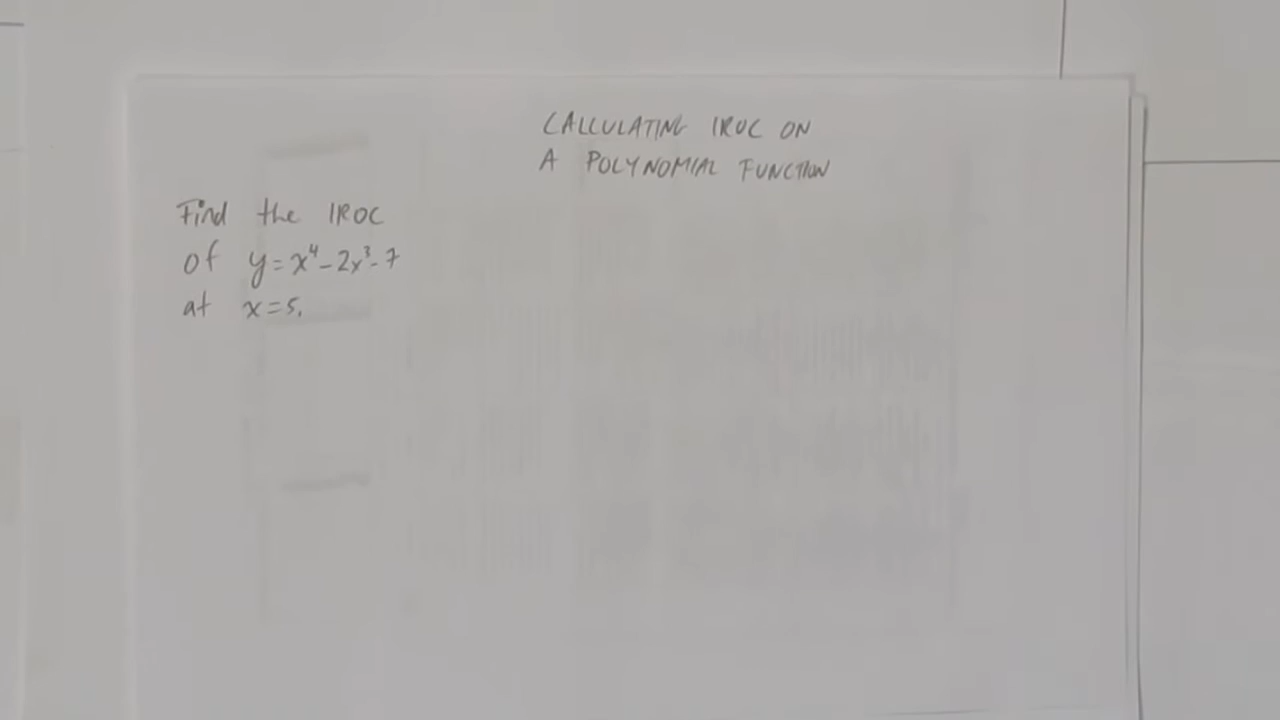 CALCULATING IROC ON
A POLYNOMIAL FUNCTION
Find the IROC
of y=x⁴-2x³-7
at x=5.